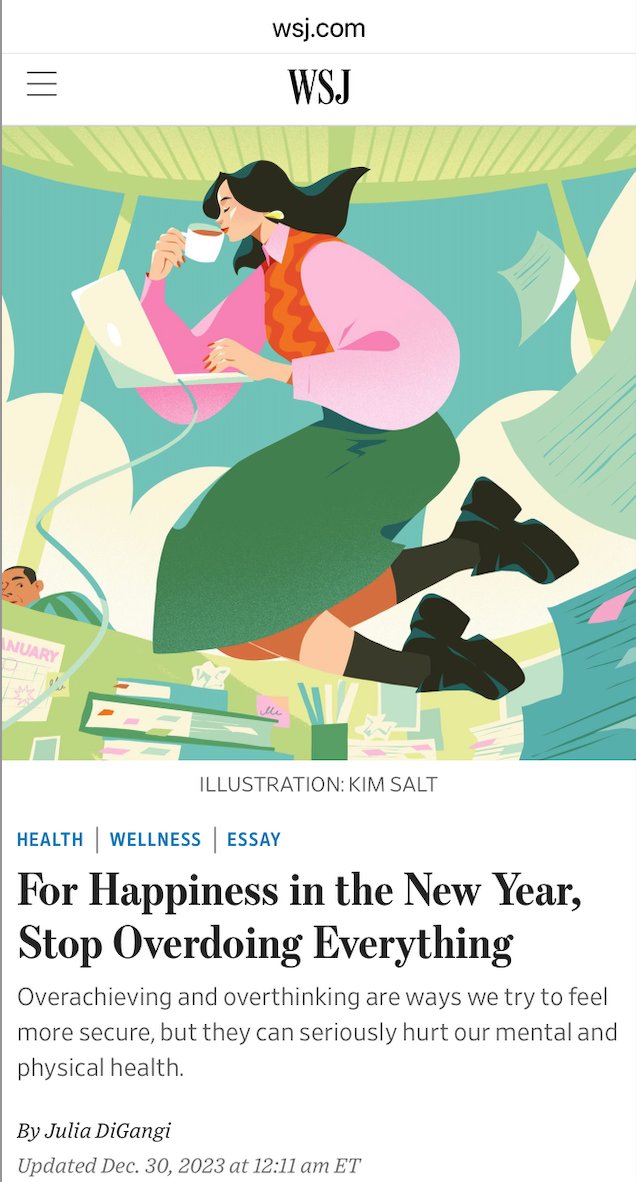 wsj.com
WSJ
ANUARY
ILLUSTRATION: KIM SALT
HEALTH | WELLNESS | ESSAY
For Happiness in the New Year,
Stop Overdoing Everything
Overachieving and overthinking are ways we try to feel
more secure, but they can seriously hurt our mental and
physical health.
By Julia DiGangi
Updated Dec. 30, 2023 at 12:11 am ET